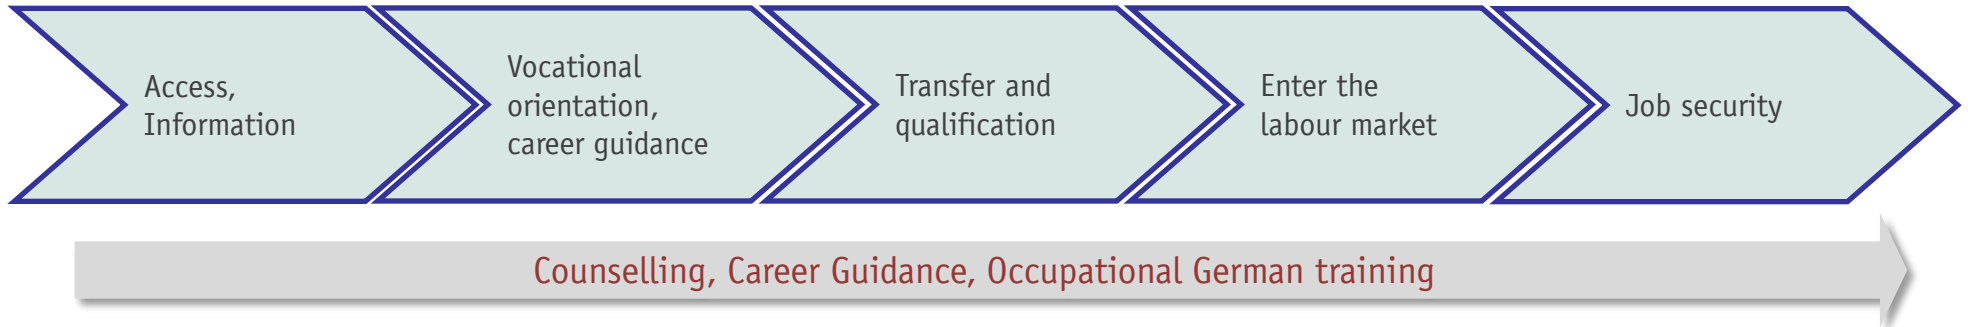 Access,
Information
Vocational
orientation,
career guidance
Transfer and
qualification
Enter the
labour market
Job security
Counselling, Career Guidance, Occupational German training